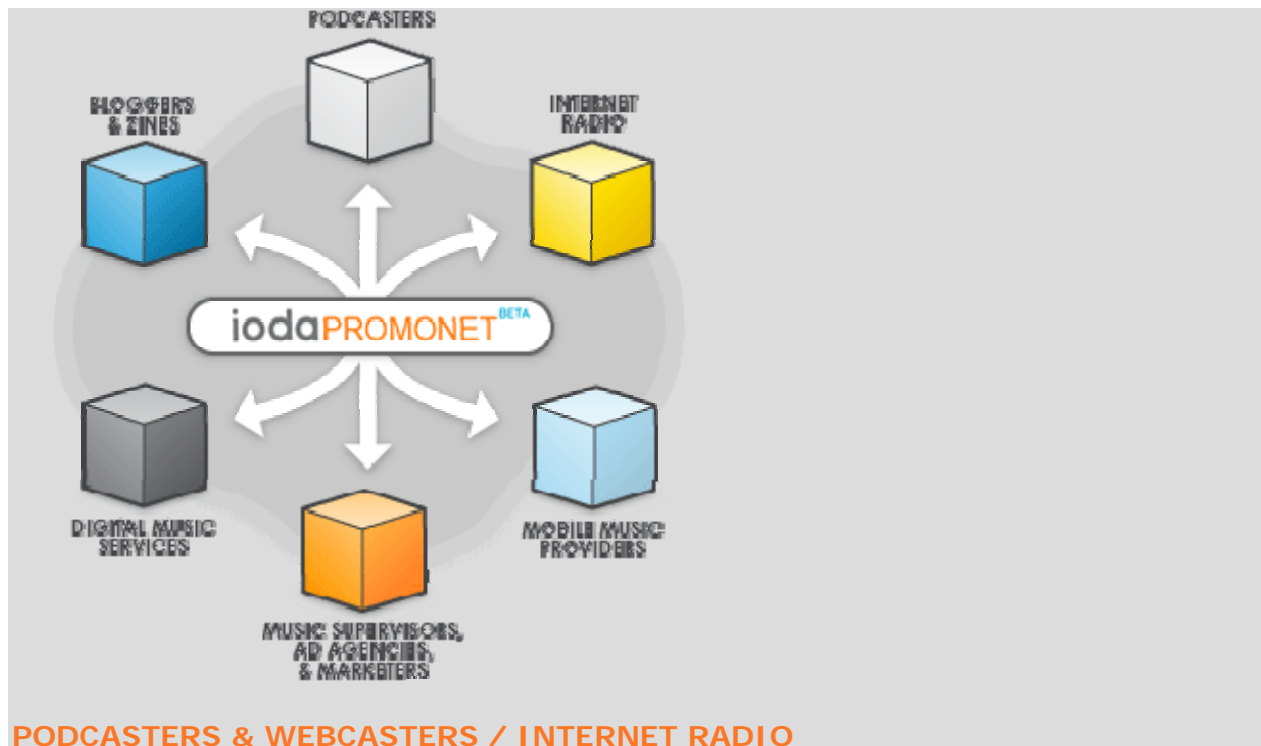 PODCASTERS
BLOGGERS
& ZINES
INTERNET
RADIO
iodaPROMONET BETA
DIGITAL MUSIC
SERVICES
MOBILE MUSIC
PROVIDERS
MUSIC SUPERVISORS,
AD AGENCIES,
& MARKETERS
PODCASTERS & WEBCASTERS / INTERNET RADIO